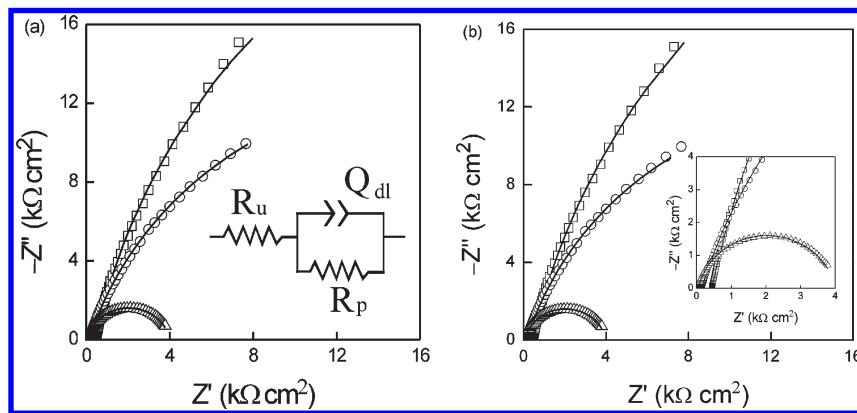 (a)
16
12
8
4
0
–Z" (kΩ cm²)
0 4 8 12 16
Z' (kΩ cm²)
R_u
Q_dl
R_p
(b)
16
12
8
4
0
–Z" (kΩ cm²)
0 4 8 12 16
Z' (kΩ cm²)
4
3
2
1
0
–Z" (kΩ cm²)
0 1 2 3 4
Z' (kΩ cm²)